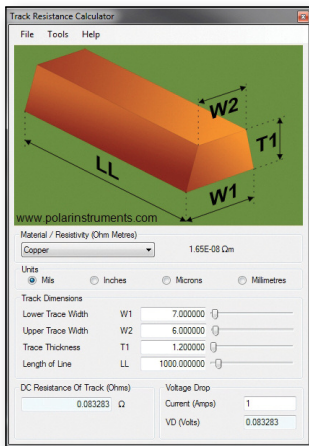 Track Resistance Calculator
File Tools Help
W2
T1
LL
W1
www.polarinstruments.com
Material / Resistivity (Ohm Metres)
Copper 1.65E-08 Ωm
Units
Mils Inches Microns Millimetres
Track Dimensions
Lower Trace Width W1 7.000000
Upper Trace Width W2 6.000000
Trace Thickness T1 1.200000
Length of Line LL 1000.000000
DC Resistance Of Track (Ohms) Voltage Drop
0.083283 Ω Current (Amps) 1
VD (Volts) 0.083283